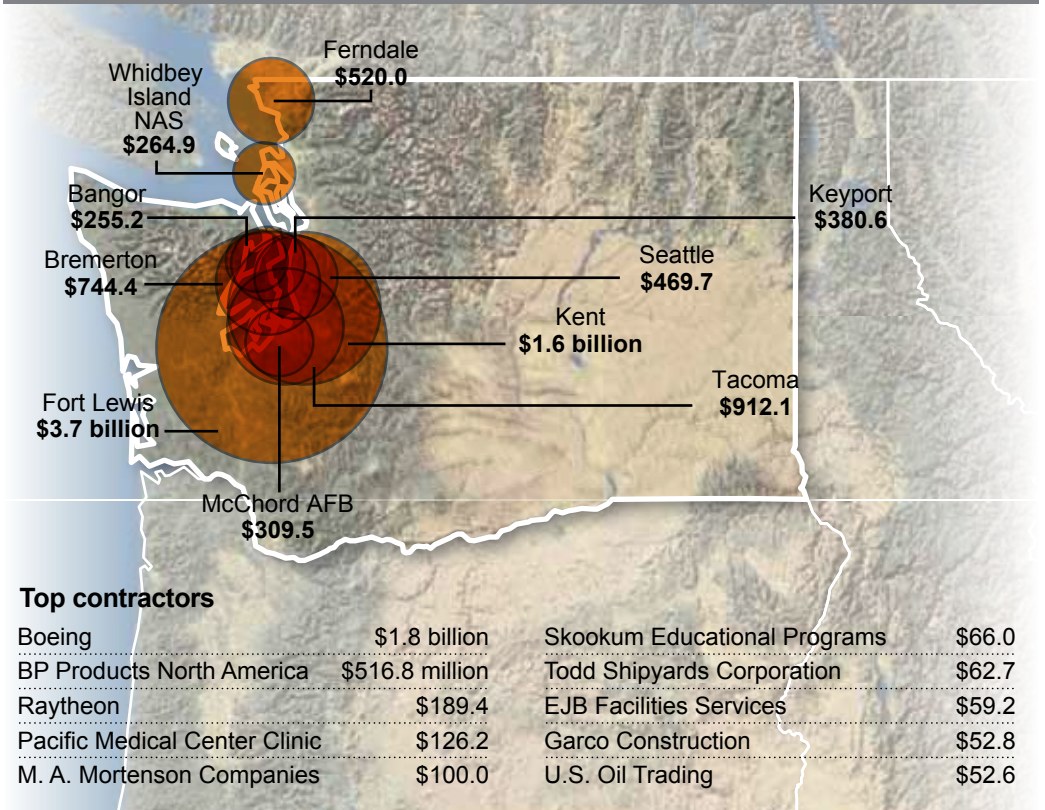 Ferndale
$520.0
Whidbey
Island
NAS
$264.9
Bangor
$255.2
Keyport
$380.6
Bremerton
$744.4
Seattle
$469.7
Kent
$1.6 billion
Tacoma
$912.1
Fort Lewis
$3.7 billion
McChord AFB
$309.5
Top contractors
Boeing $1.8 billion
BP Products North America $516.8 million
Raytheon $189.4
Pacific Medical Center Clinic $126.2
M. A. Mortenson Companies $100.0
Skookum Educational Programs $66.0
Todd Shipyards Corporation $62.7
EJB Facilities Services $59.2
Garco Construction $52.8
U.S. Oil Trading $52.6